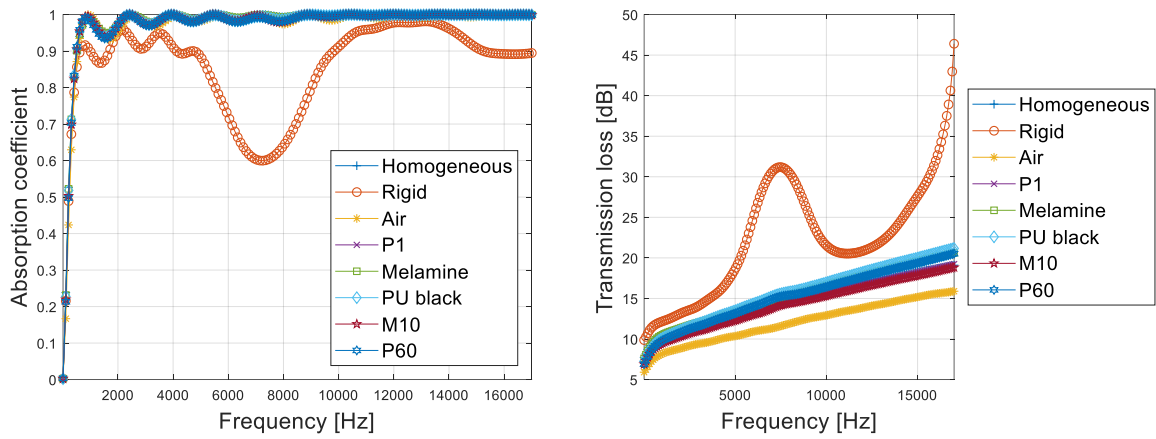 1
0.9
0.8
0.7
0.6
0.5
0.4
0.3
0.2
0.1
0
Absorption coefficient
2000 4000 6000 8000 10000 12000 14000 16000
Frequency [Hz]
Homogeneous
Rigid
Air
P1
Melamine
PU black
M10
P60
50
45
40
35
30
25
20
15
10
5
Transmission loss [dB]
5000 10000 15000
Frequency [Hz]
Homogeneous
Rigid
Air
P1
Melamine
PU black
M10
P60